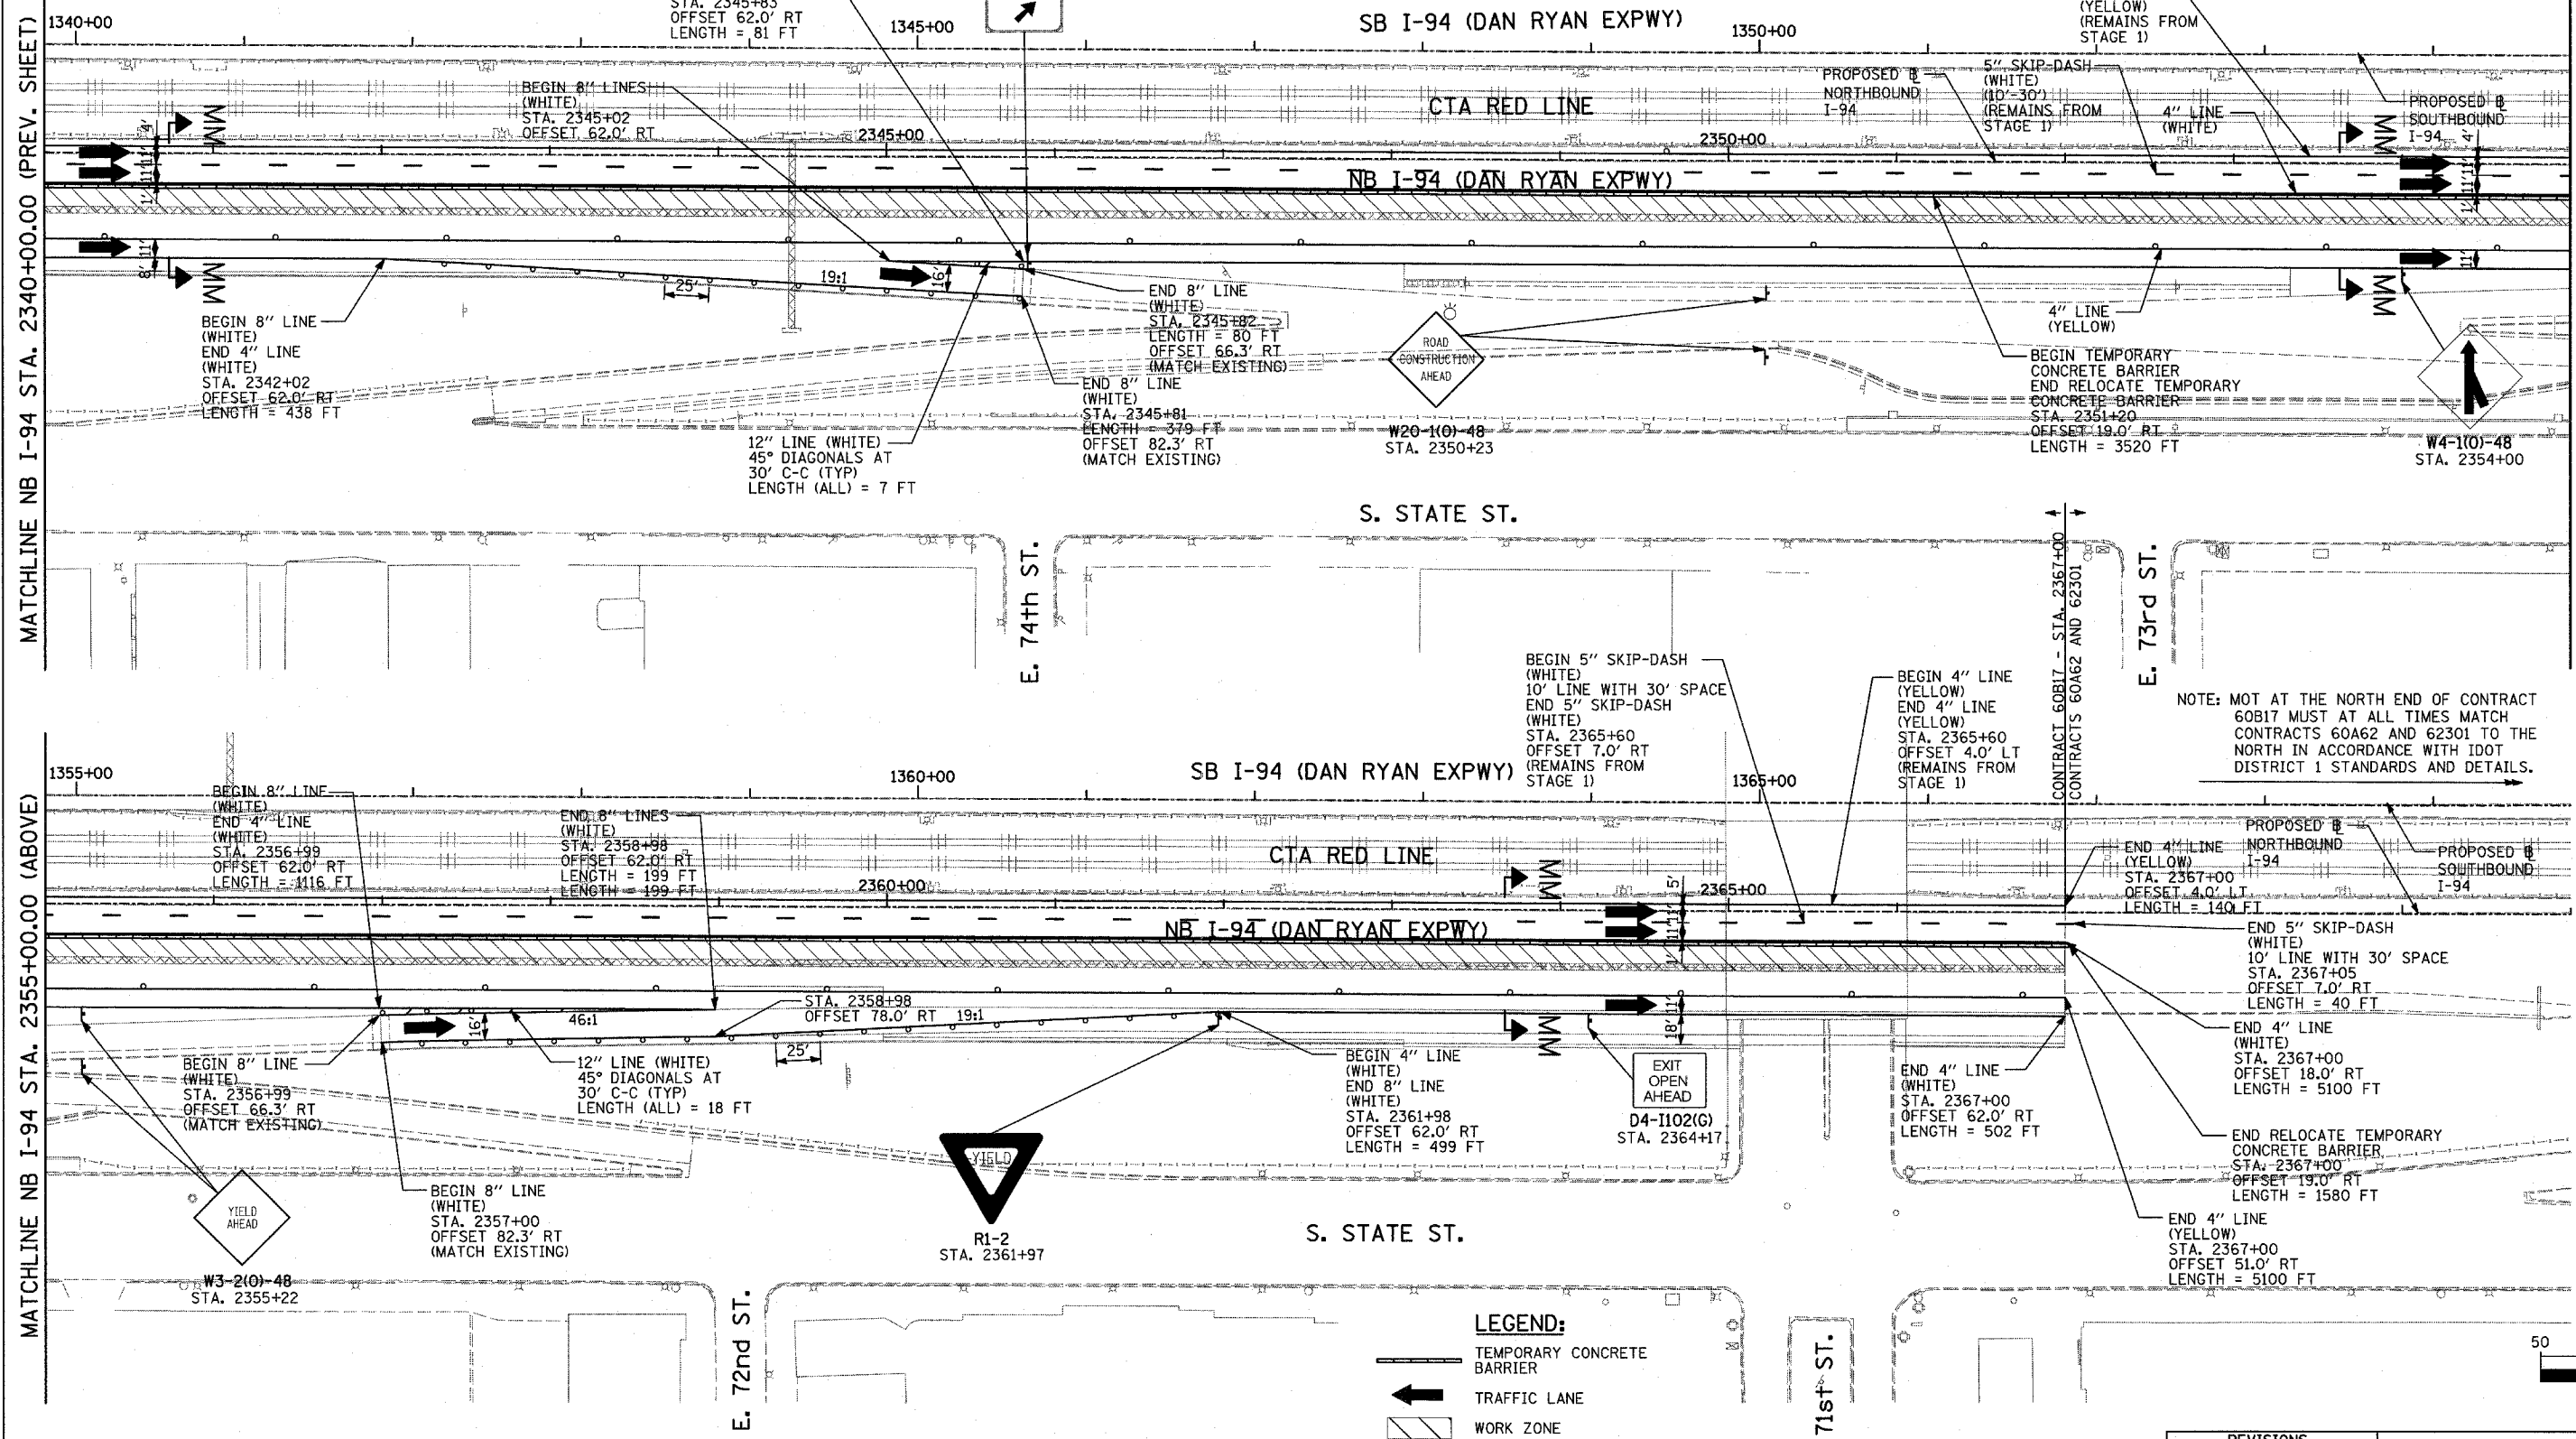 MATCHLINE NB I-94 STA. 2340+00.00 (PREV. SHEET)
1340+00
STA. 2345+83
OFFSET 62.0' RT
LENGTH = 81 FT
1345+00
SB I-94 (DAN RYAN EXPWY)
1350+00
(YELLOW)
(REMAINS FROM
STAGE 1)
BEGIN 8" LINES
(WHITE)
STA. 2345+02
OFFSET 62.0' RT
2345+00
CTA RED LINE
2350+00
PROPOSED BL
NORTHBOUND
I-94
5" SKIP-DASH
(WHITE)
(10'-30')
(REMAINS FROM
STAGE 1)
4" LINE
(WHITE)
PROPOSED BL
SOUTHBOUND
I-94
MM
MM
4'
11'
11'
1'
4'
11'
11'
1'
NB I-94 (DAN RYAN EXPWY)
11'
8'
MM
25'
19:1
16'
11'
MM
BEGIN 8" LINE
(WHITE)
END 4" LINE
(WHITE)
STA. 2342+02
OFFSET 62.0' RT
LENGTH = 438 FT
END 8" LINE
(WHITE)
STA. 2345+82
LENGTH = 80 FT
OFFSET 66.3' RT
(MATCH EXISTING)
END 8" LINE
(WHITE)
STA. 2345+81
LENGTH = 379 FT
OFFSET 82.3' RT
(MATCH EXISTING)
12" LINE (WHITE)
45° DIAGONALS AT
30' C-C (TYP)
LENGTH (ALL) = 7 FT
ROAD
CONSTRUCTION
AHEAD
W20-1(O)-48
STA. 2350+23
4" LINE
(YELLOW)
BEGIN TEMPORARY
CONCRETE BARRIER
END RELOCATE TEMPORARY
CONCRETE BARRIER
STA. 2351+20
OFFSET 19.0' RT
LENGTH = 3520 FT
W4-1(O)-48
STA. 2354+00
S. STATE ST.
E. 74th ST.
CONTRACT 60B17 - STA. 2367+00
CONTRACTS 60A62 AND 62301
E. 73rd ST.
NOTE: MOT AT THE NORTH END OF CONTRACT
60B17 MUST AT ALL TIMES MATCH
CONTRACTS 60A62 AND 62301 TO THE
NORTH IN ACCORDANCE WITH IDOT
DISTRICT 1 STANDARDS AND DETAILS.
MATCHLINE NB I-94 STA. 2355+00.00 (ABOVE)
1355+00
1360+00
SB I-94 (DAN RYAN EXPWY)
1365+00
BEGIN 5" SKIP-DASH
(WHITE)
10' LINE WITH 30' SPACE
END 5" SKIP-DASH
(WHITE)
STA. 2365+60
OFFSET 7.0' RT
(REMAINS FROM
STAGE 1)
BEGIN 4" LINE
(YELLOW)
END 4" LINE
(YELLOW)
STA. 2365+60
OFFSET 4.0' LT
(REMAINS FROM
STAGE 1)
BEGIN 8" LINE
(WHITE)
END 4" LINE
(WHITE)
STA. 2356+99
OFFSET 62.0' RT
LENGTH = 1116 FT
END 8" LINES
(WHITE)
STA. 2358+98
OFFSET 62.0' RT
LENGTH = 199 FT
LENGTH = 199 FT
2360+00
CTA RED LINE
MM
2365+00
5'
11'
11'
1'
END 4" LINE
(YELLOW)
STA. 2367+00
OFFSET 4.0' LT
LENGTH = 140 FT
PROPOSED BL
NORTHBOUND
I-94
PROPOSED BL
SOUTHBOUND
I-94
NB I-94 (DAN RYAN EXPWY)
END 5" SKIP-DASH
(WHITE)
10' LINE WITH 30' SPACE
STA. 2367+05
OFFSET 7.0' RT
LENGTH = 40 FT
STA. 2358+98
OFFSET 78.0' RT
16'
46:1
19:1
25'
11'
18'
MM
BEGIN 8" LINE
(WHITE)
STA. 2356+99
OFFSET 66.3' RT
(MATCH EXISTING)
12" LINE (WHITE)
45° DIAGONALS AT
30' C-C (TYP)
LENGTH (ALL) = 18 FT
BEGIN 4" LINE
(WHITE)
END 8" LINE
(WHITE)
STA. 2361+98
OFFSET 62.0' RT
LENGTH = 499 FT
EXIT
OPEN
AHEAD
D4-I102(G)
STA. 2364+17
END 4" LINE
(WHITE)
STA. 2367+00
OFFSET 62.0' RT
LENGTH = 502 FT
END 4" LINE
(WHITE)
STA. 2367+00
OFFSET 18.0' RT
LENGTH = 5100 FT
END RELOCATE TEMPORARY
CONCRETE BARRIER
STA. 2367+00
OFFSET 19.0' RT
LENGTH = 1580 FT
END 4" LINE
(YELLOW)
STA. 2367+00
OFFSET 51.0' RT
LENGTH = 5100 FT
YIELD
AHEAD
W3-2(O)-48
STA. 2355+22
BEGIN 8" LINE
(WHITE)
STA. 2357+00
OFFSET 82.3' RT
(MATCH EXISTING)
YIELD
R1-2
STA. 2361+97
S. STATE ST.
E. 72nd ST.
71st ST.
LEGEND:
TEMPORARY CONCRETE
BARRIER
TRAFFIC LANE
WORK ZONE
50
REVISIONS